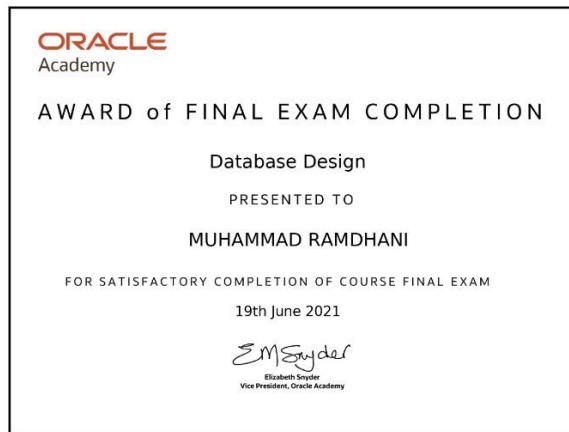 ORACLE
Academy
AWARD of FINAL EXAM COMPLETION
Database Design
PRESENTED TO
MUHAMMAD RAMDHANI
FOR SATISFACTORY COMPLETION OF COURSE FINAL EXAM
19th June 2021
EMSnyder
Elizabeth Snyder
Vice President, Oracle Academy